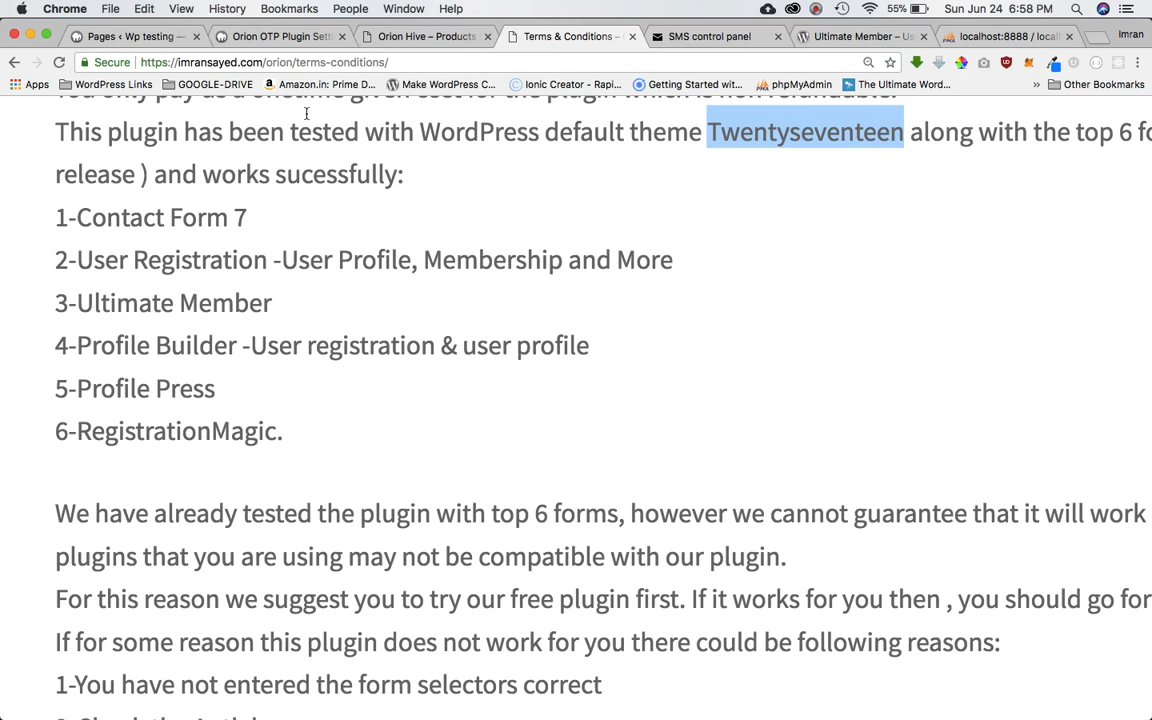 Chrome File Edit View History Bookmarks People Window Help 55% Sun Jun 24 6:58 PM
Pages ‹ Wp testing — Orion OTP Plugin Sett Orion Hive – Products Terms & Conditions – SMS control panel Ultimate Member – Us localhost:8888 / local Imran
Secure https://imransayed.com/orion/terms-conditions/
Apps WordPress Links GOOGLE-DRIVE Amazon.in: Prime D... Make WordPress C... Ionic Creator - Rapi... Getting Started wit... phpMyAdmin The Ultimate Word... » Other Bookmarks
This plugin has been tested with WordPress default theme Twentyseventeen along with the top 6 fo
release ) and works sucessfully:
1-Contact Form 7
2-User Registration -User Profile, Membership and More
3-Ultimate Member
4-Profile Builder -User registration & user profile
5-Profile Press
6-RegistrationMagic.
We have already tested the plugin with top 6 forms, however we cannot guarantee that it will work
plugins that you are using may not be compatible with our plugin.
For this reason we suggest you to try our free plugin first. If it works for you then , you should go for
If for some reason this plugin does not work for you there could be following reasons:
1-You have not entered the form selectors correct